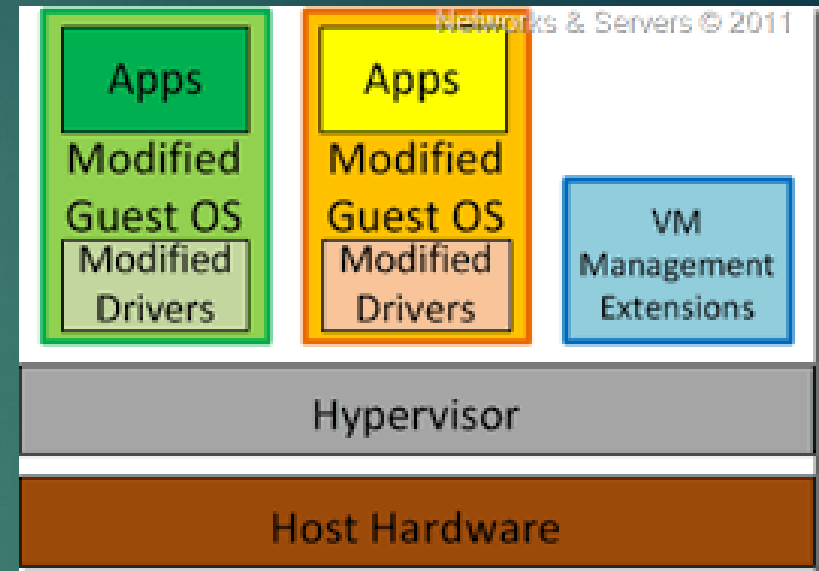 Networks & Servers © 2011
Apps
Modified
Guest OS
Modified
Drivers
Apps
Modified
Guest OS
Modified
Drivers
VM
Management
Extensions
Hypervisor
Host Hardware